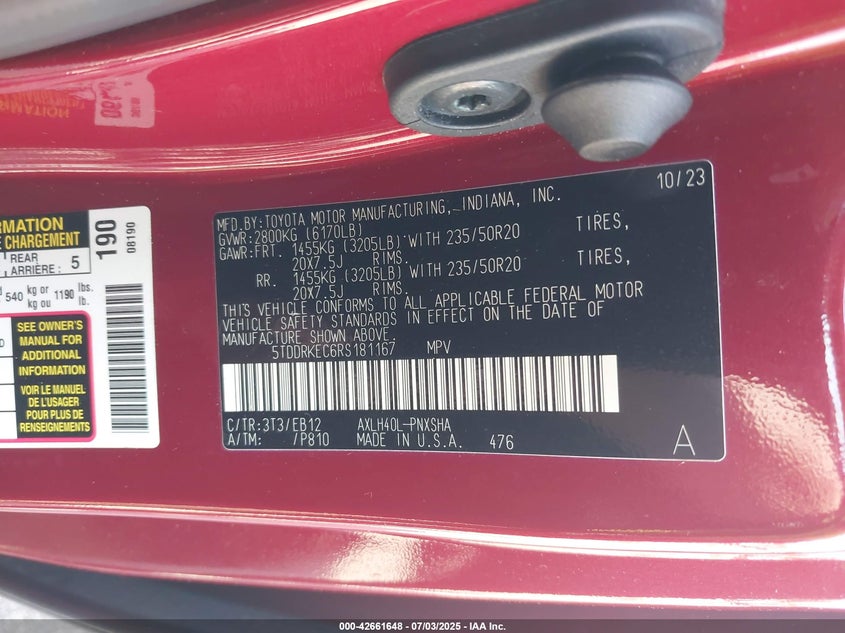 10/23
MFD.BY:TOYOTA MOTOR MANUFACTURING, INDIANA, INC.
GVWR:2800KG (6170LB)
GAWR:FRT. 1455KG (3205LB) WITH 235/50R20 TIRES,
20X7.5J RIMS.
RR. 1455KG (3205LB) WITH 235/50R20 TIRES,
20X7.5J RIMS.
THIS VEHICLE CONFORMS TO ALL APPLICABLE FEDERAL MOTOR
VEHICLE SAFETY STANDARDS IN EFFECT ON THE DATE OF
MANUFACTURE SHOWN ABOVE.
5TDDRKEC6RS181167 MPV
C/TR:3T3/EB12 AXLH40L-PNXSHA
A/TM: /P810 MADE IN U.S.A. 476
A
CHARGEMENT
REAR
ARRIÈRE: 5
540 kg or 1190 lbs.
kg ou lb.
SEE OWNER'S
MANUAL FOR
ADDITIONAL
INFORMATION
VOIR LE MANUEL
DE L'USAGER
POUR PLUS DE
RENSEIGNEMENTS
190
08190
000-42661648 - 07/03/2025 - IAA Inc.